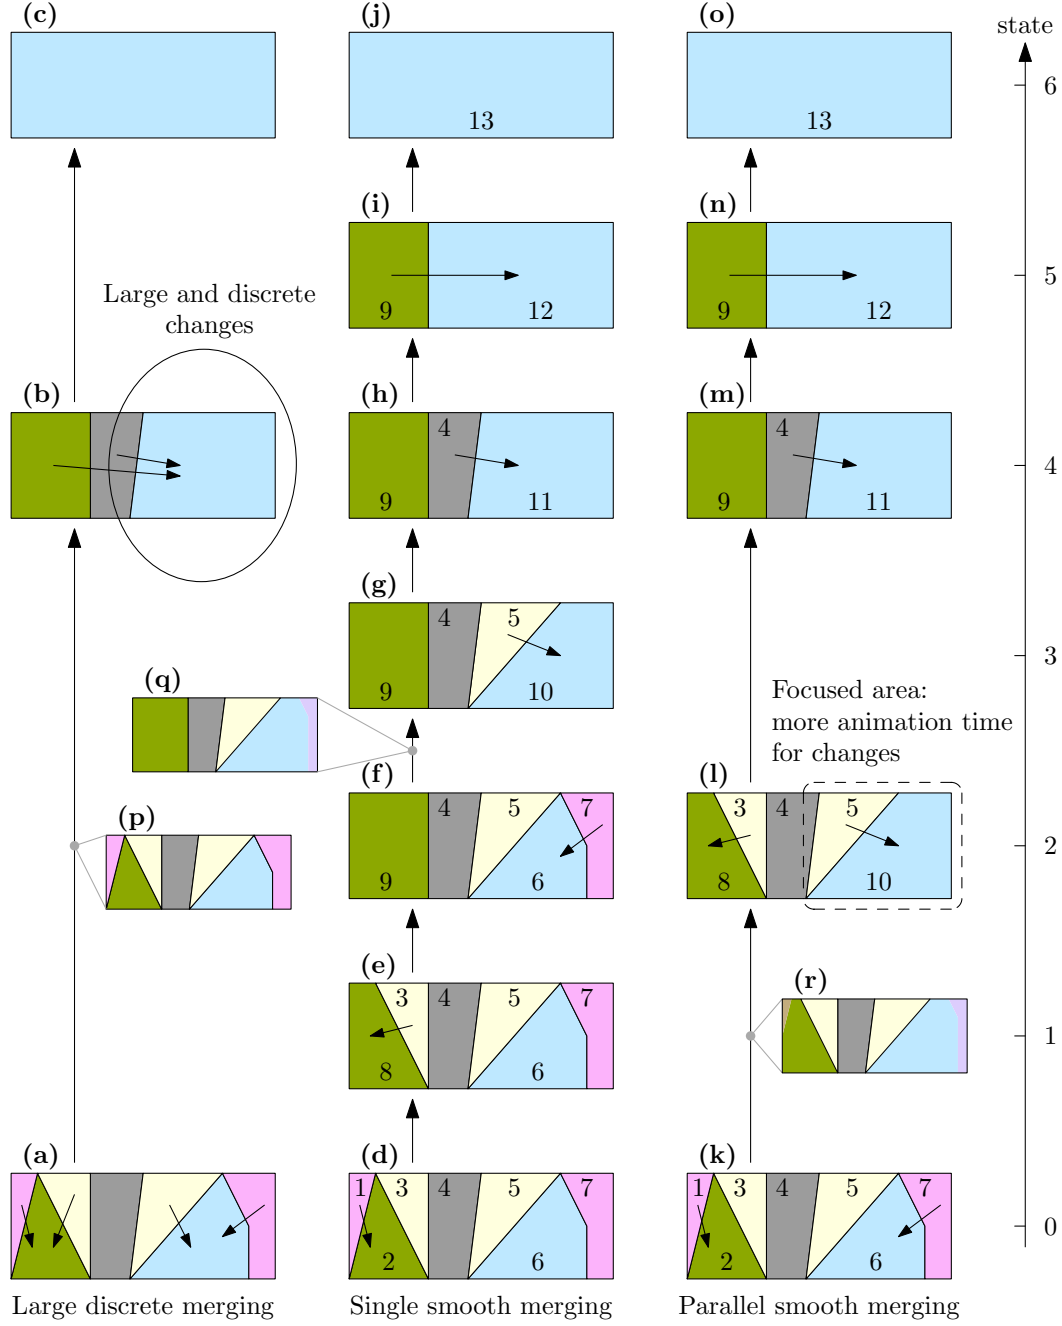 (c)
(j)
(o)
state
6
13
13
(i)
(n)
5
Large and discrete
changes
9
12
9
12
(b)
(h)
(m)
4
4
4
9
11
9
11
(g)
4
5
3
(q)
9
10
Focused area:
more animation time
for changes
(f)
(l)
4
5
7
3
4
5
(p)
2
9
6
8
10
(e)
(r)
3
4
5
7
1
8
6
(a)
(d)
(k)
1
3
4
5
7
1
3
4
5
7
0
2
6
2
6
Large discrete merging
Single smooth merging
Parallel smooth merging